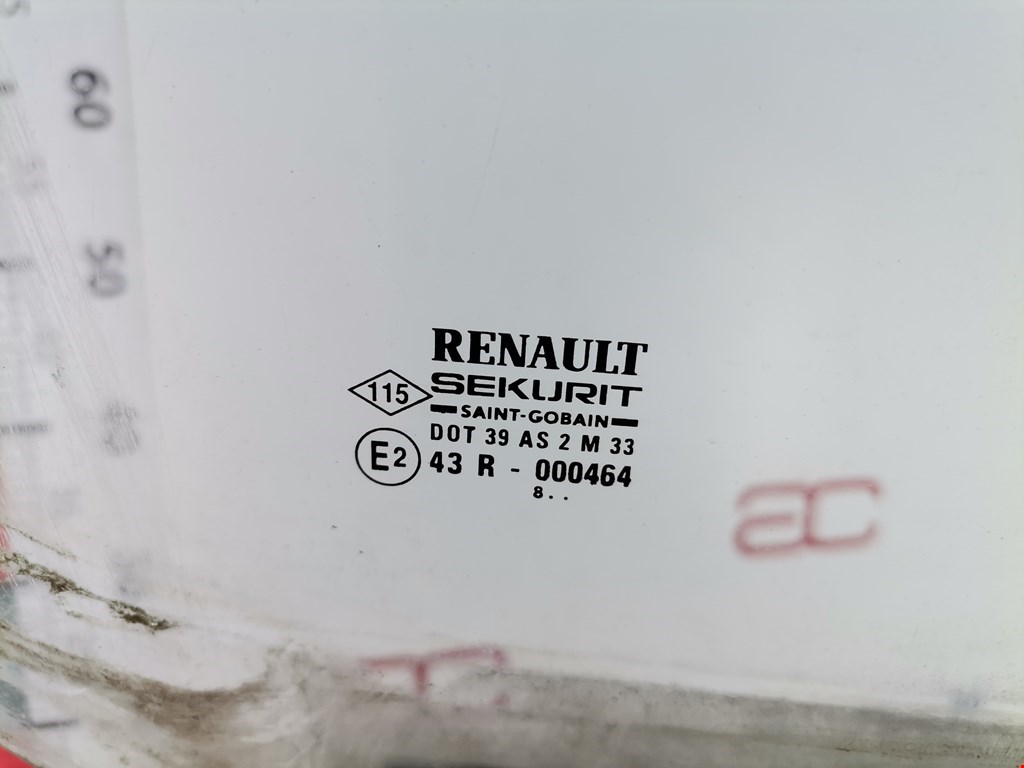 60
50
RENAULT
115 SEKURIT
SAINT-GOBAIN
DOT 39 AS 2 M 33
E2 43 R - 000464
8..